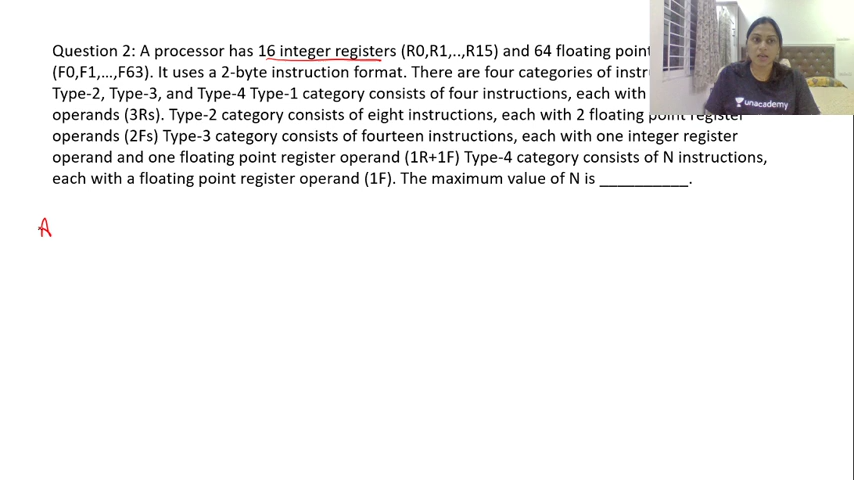 Question 2: A processor has 16 integer registers (R0,R1,..,R15) and 64 floating point
(F0,F1,...,F63). It uses a 2-byte instruction format. There are four categories of
Type-2, Type-3, and Type-4 Type-1 category consists of four instructions, each with
operands (3Rs). Type-2 category consists of eight instructions, each with 2 floating point register
operands (2Fs) Type-3 category consists of fourteen instructions, each with one integer register
operand and one floating point register operand (1R+1F) Type-4 category consists of N instructions,
each with a floating point register operand (1F). The maximum value of N is __________.
A
unacademy